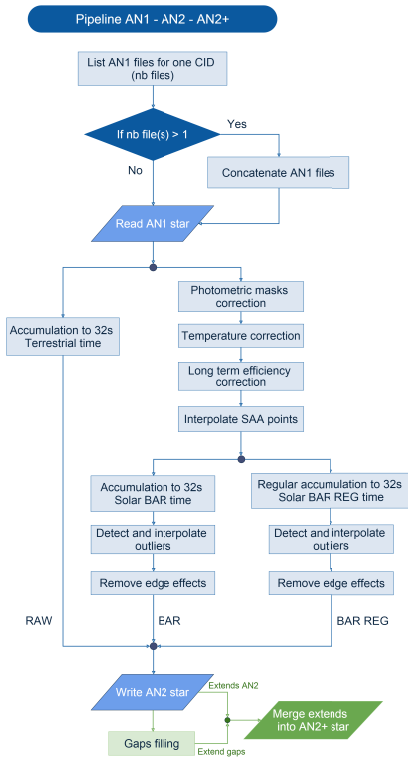 Pipeline AN1 - AN2 - AN2+
List AN1 files for one CID
(nb files)
If nb file(s) > 1
Yes
No
Concatenate AN1 files
Read AN1 star
Photometric masks
correction
Accumulation to 32s
Terrestrial time
Temperature correction
Long term efficiency
correction
Interpolate SAA points
Accumulation to 32s
Solar BAR time
Regular accumulation to 32s
Solar BAR REG time
Detect and interpolate
outliers
Detect and interpolate
outliers
Remove edge effects
Remove edge effects
RAW
BAR
BAR REG
Write AN2 star
Extends AN2
Merge extends
into AN2+ star
Gaps filling
Extend gaps